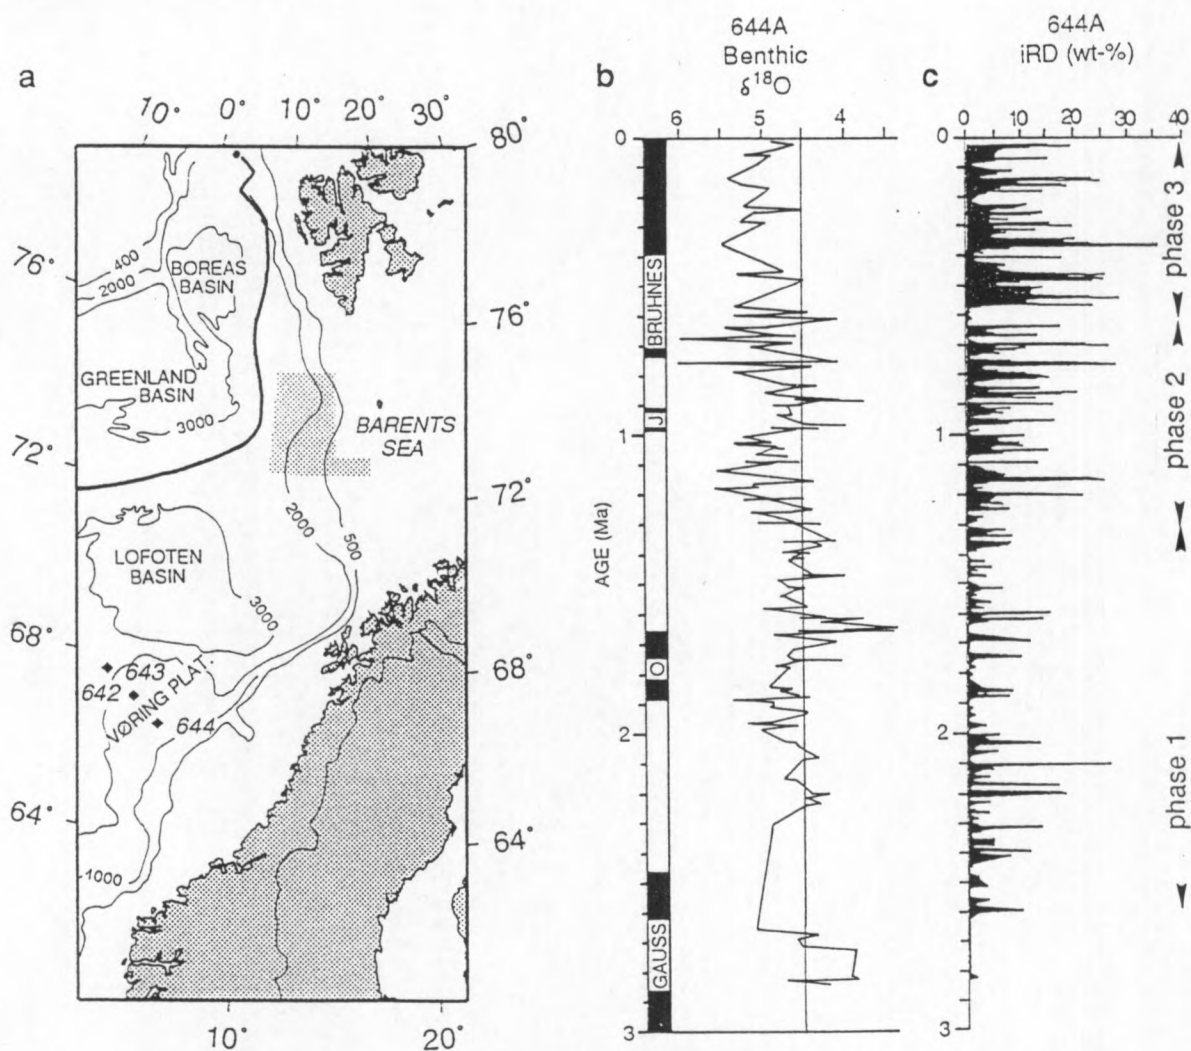 a
10° 0° 10° 20° 30°
80°
76°
76°
72°
72°
68°
68°
64°
64°
10° 20°
400
2000
BOREAS
BASIN
GREENLAND
BASIN
3000
BARENTS
SEA
2000
500
LOFOTEN
BASIN
3000
643
642
VØRING PLAT.
644
1000
b
644A
Benthic
δ18O
6 5 4
0
1
2
3
AGE (Ma)
BRUHNES
J
O
GAUSS
c
644A
iRD (wt-%)
0 10 20 30 40
0
1
2
3
phase 3
phase 2
phase 1